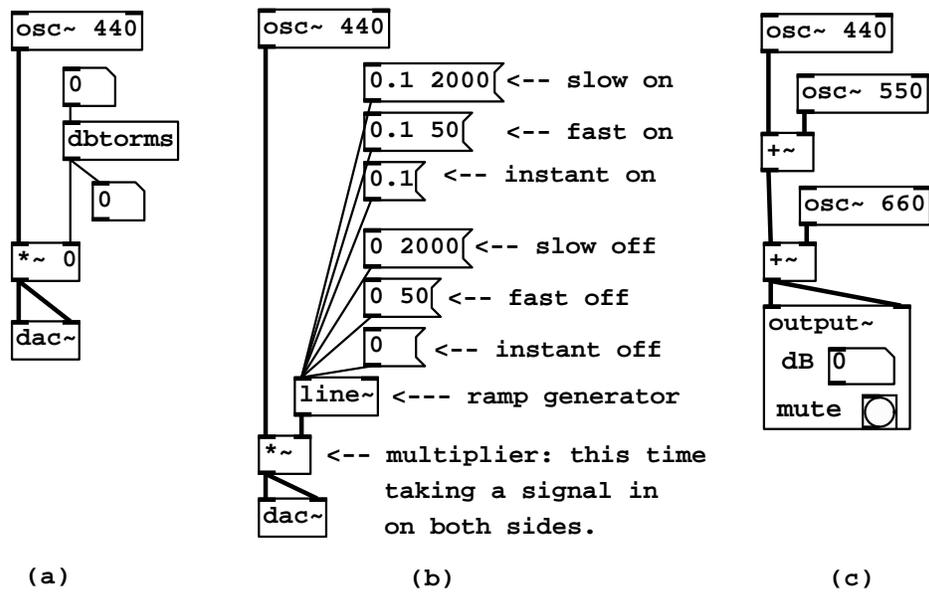 osc~ 440
0
dbtorms
0
*~ 0
dac~
(a)
osc~ 440
0.1 2000 <-- slow on
0.1 50 <-- fast on
0.1 <-- instant on
0 2000 <-- slow off
0 50 <-- fast off
0 <-- instant off
line~ <--- ramp generator
*~ <-- multiplier: this time
taking a signal in
dac~
on both sides.
(b)
osc~ 440
osc~ 550
+~
osc~ 660
+~
output~
dB 0
mute
(c)